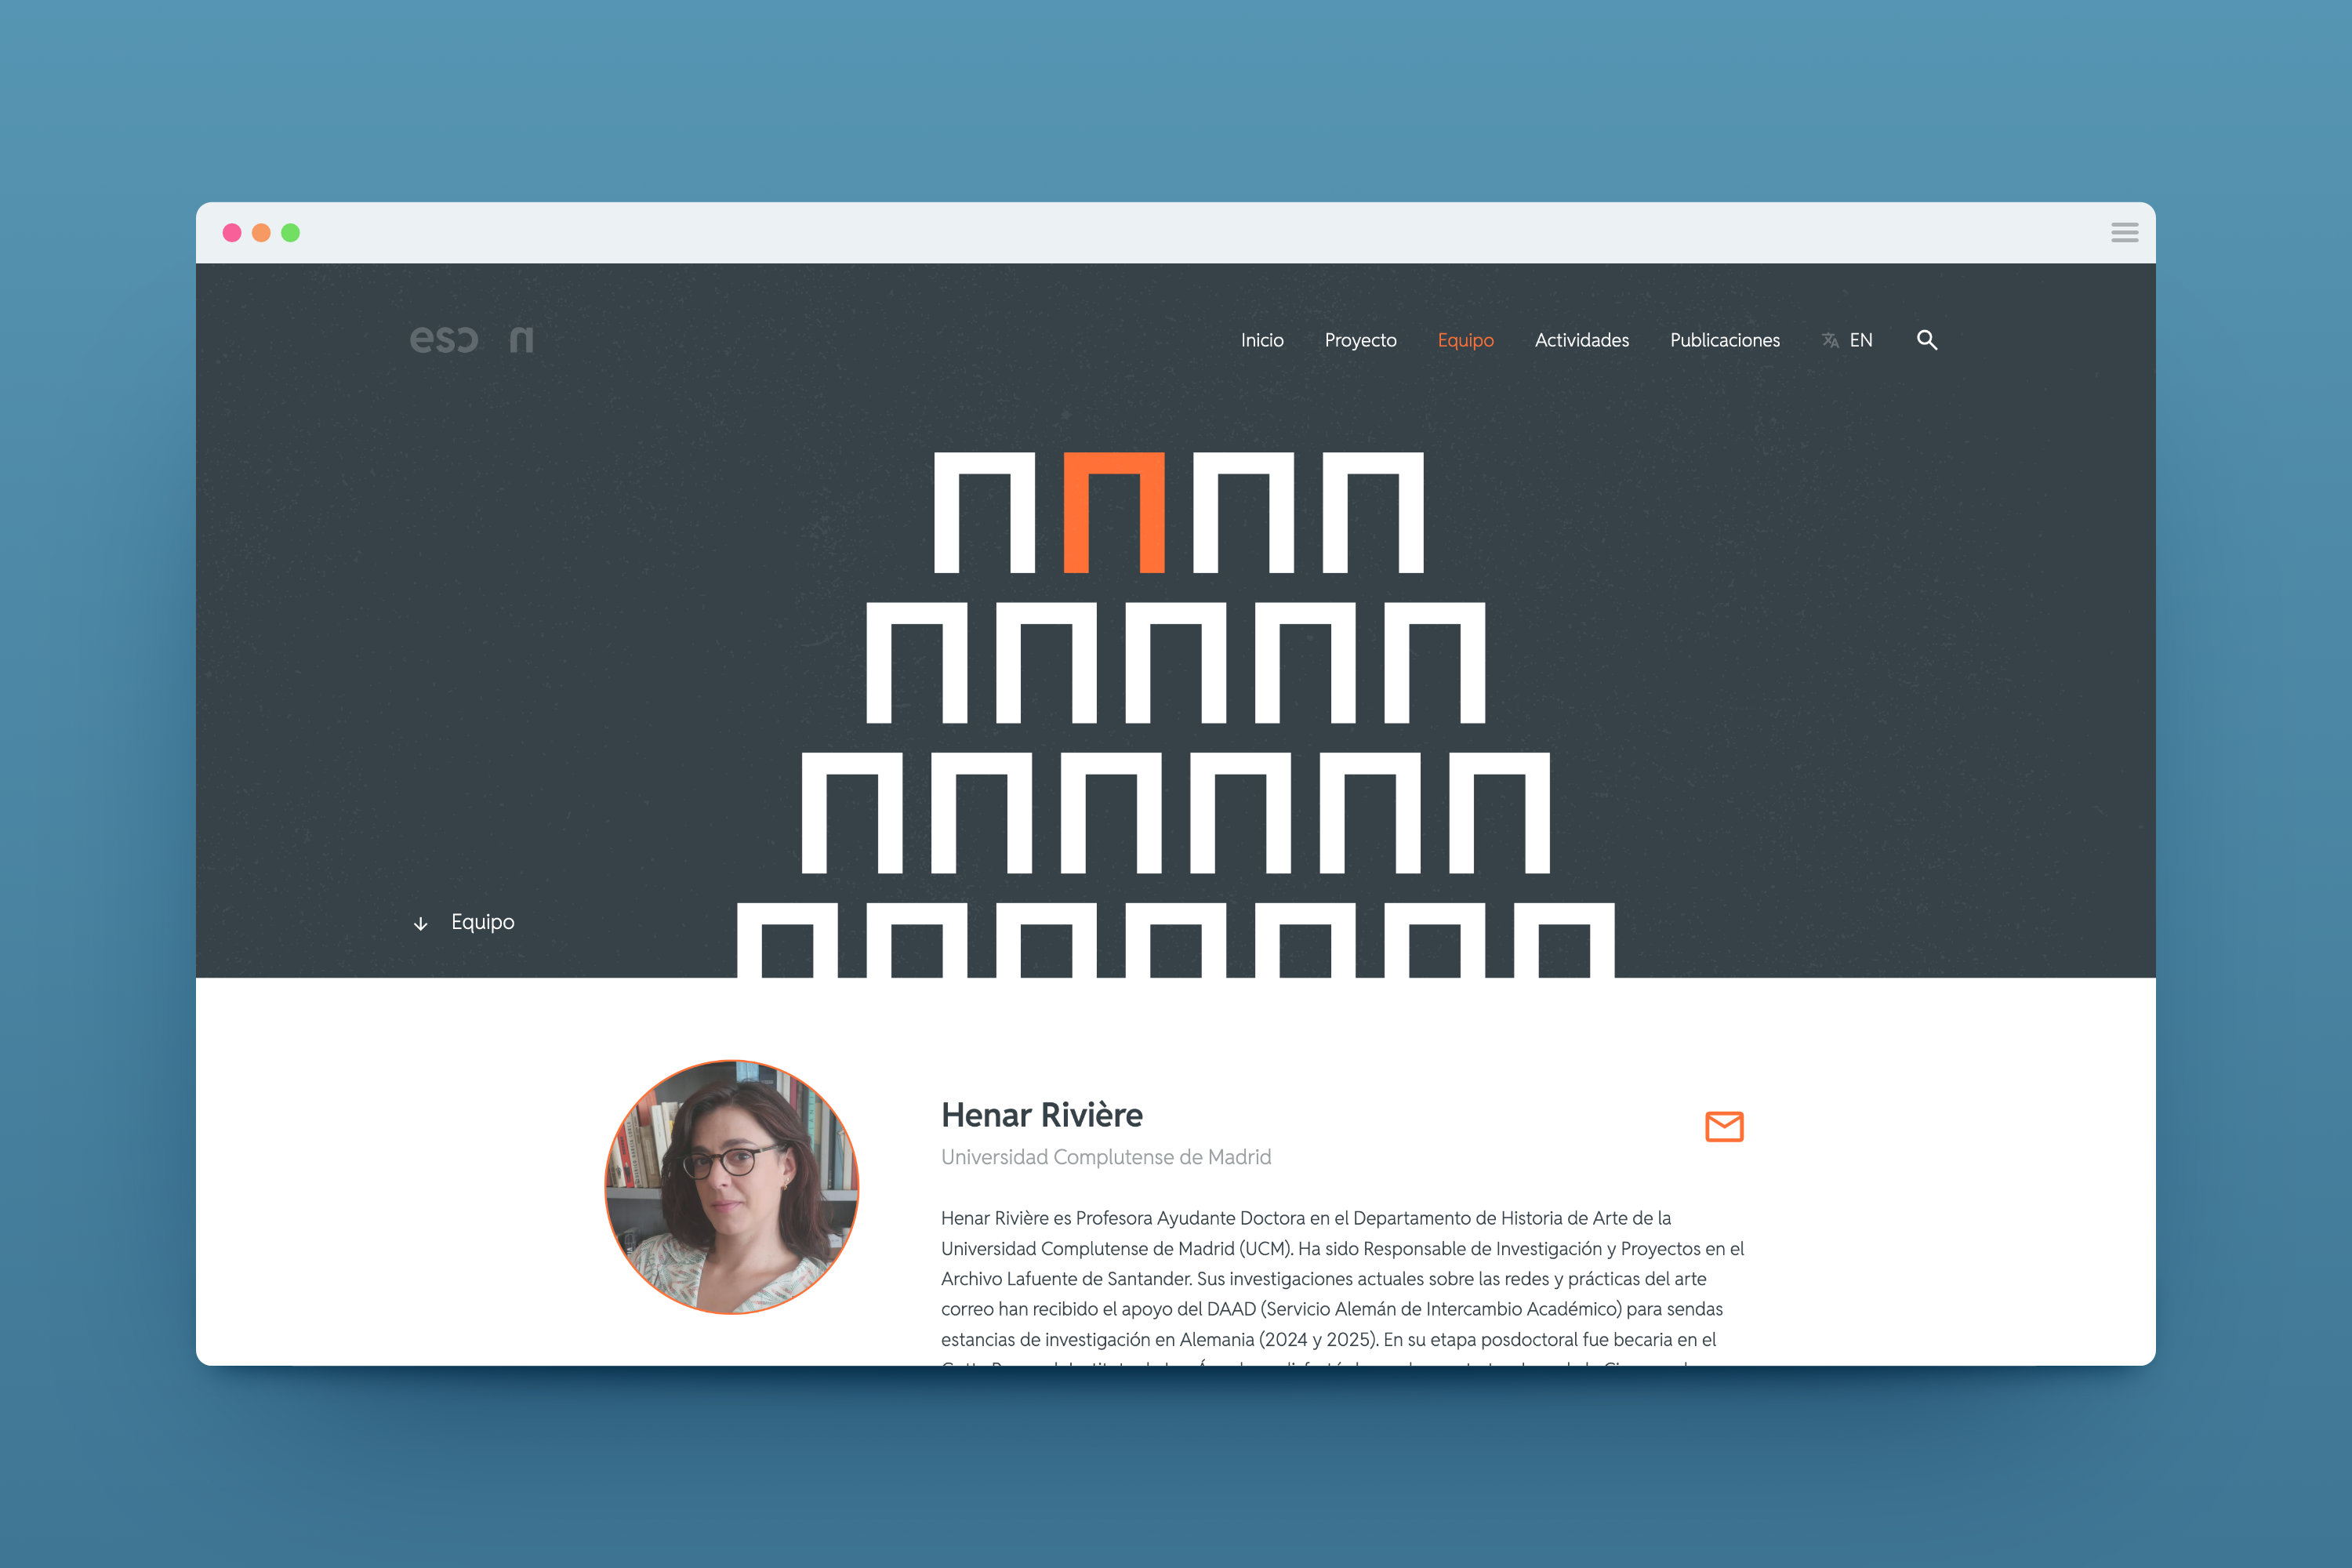 esc n
Inicio Proyecto Equipo Actividades Publicaciones EN
Equipo
Henar Rivière
Universidad Complutense de Madrid
Henar Rivière es Profesora Ayudante Doctora en el Departamento de Historia de Arte de la
Universidad Complutense de Madrid (UCM). Ha sido Responsable de Investigación y Proyectos en el
Archivo Lafuente de Santander. Sus investigaciones actuales sobre las redes y prácticas del arte
correo han recibido el apoyo del DAAD (Servicio Alemán de Intercambio Académico) para sendas
estancias de investigación en Alemania (2024 y 2025). En su etapa posdoctoral fue becaria en el